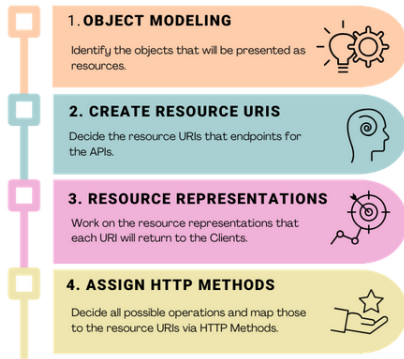 1. OBJECT MODELING
Identify the objects that will be presented as
resources.
2. CREATE RESOURCE URIS
Decide the resource URIs that endpoints for
the APIs.
3. RESOURCE REPRESENTATIONS
Work on the resource representations that
each URI will return to the Clients.
4. ASSIGN HTTP METHODS
Decide all possible operations and map those
to the resource URIs via HTTP Methods.